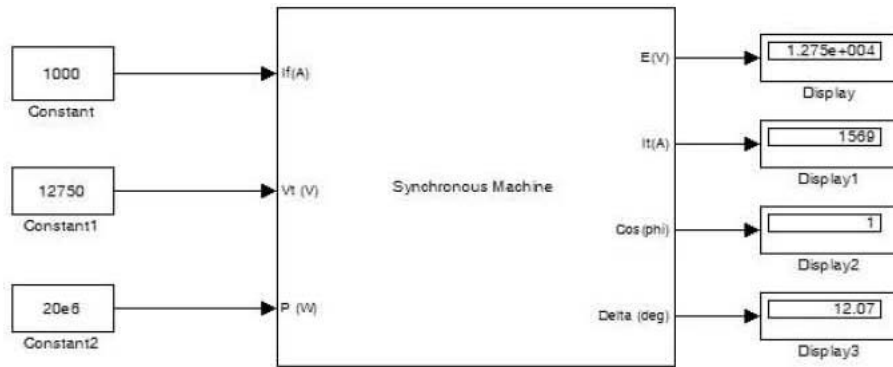 1000
Constant
12750
Constant1
20e6
Constant2
If(A)
Vt (V)
P (W)
Synchronous Machine
E(V)
It(A)
Cos(phi)
Delta (deg)
1.275e+004
Display
1569
Display1
1
Display2
12.07
Display3